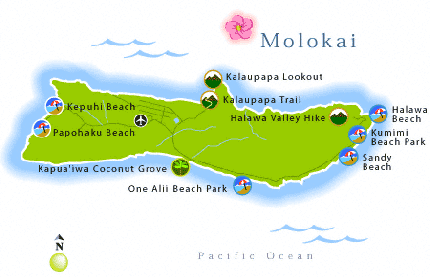 Molokai
Kalaupapa Lookout
Kepuhi Beach
Kalaupapa Trail
Halawa
Beach
Halawa Valley Hike
Papohaku Beach
Kumimi
Beach Park
Sandy
Beach
Kapua'iwa Coconut Grove
One Alii Beach Park
N
Pacific Ocean